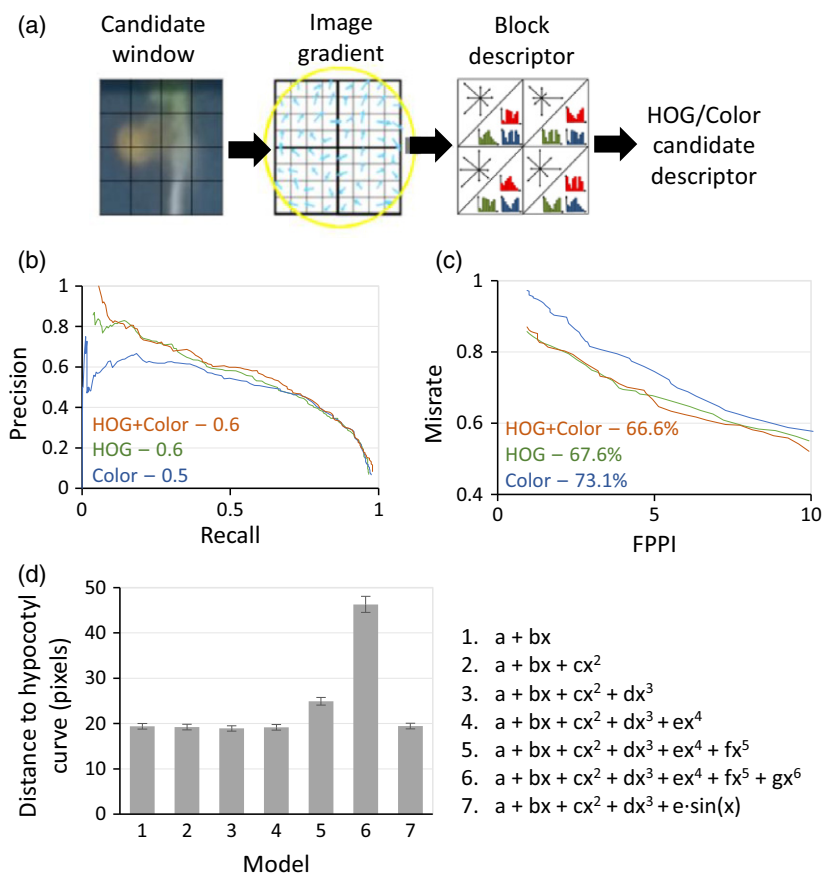 (a)
Candidate
window
Image
gradient
Block
descriptor
HOG/Color
candidate
descriptor
(b)
Precision
1
0.8
0.6
0.4
0.2
0
HOG+Color – 0.6
HOG – 0.6
Color – 0.5
0 0.5 1
Recall
(c)
Misrate
1
0.8
0.6
0.4
HOG+Color – 66.6%
HOG – 67.6%
Color – 73.1%
0 5 10
FPPI
(d)
Distance to hypocotyl
curve (pixels)
50
40
30
20
10
0
1 2 3 4 5 6 7
Model
1. a + bx
2. a + bx + cx²
3. a + bx + cx² + dx³
4. a + bx + cx² + dx³ + ex⁴
5. a + bx + cx² + dx³ + ex⁴ + fx⁵
6. a + bx + cx² + dx³ + ex⁴ + fx⁵ + gx⁶
7. a + bx + cx² + dx³ + e·sin(x)